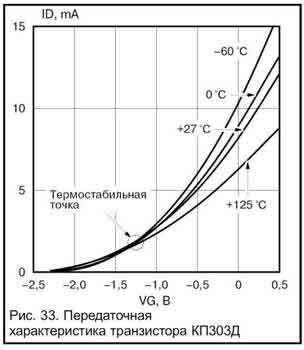 ID, mA
15
−60 °C
10
0 °C
+27 °C
5
Термостабильная
точка
+125 °C
0
−2,5 −2,0 −1,5 −1,0 −0,5 0 0,5
VG, В
Рис. 33. Передаточная
характеристика транзистора КП303Д